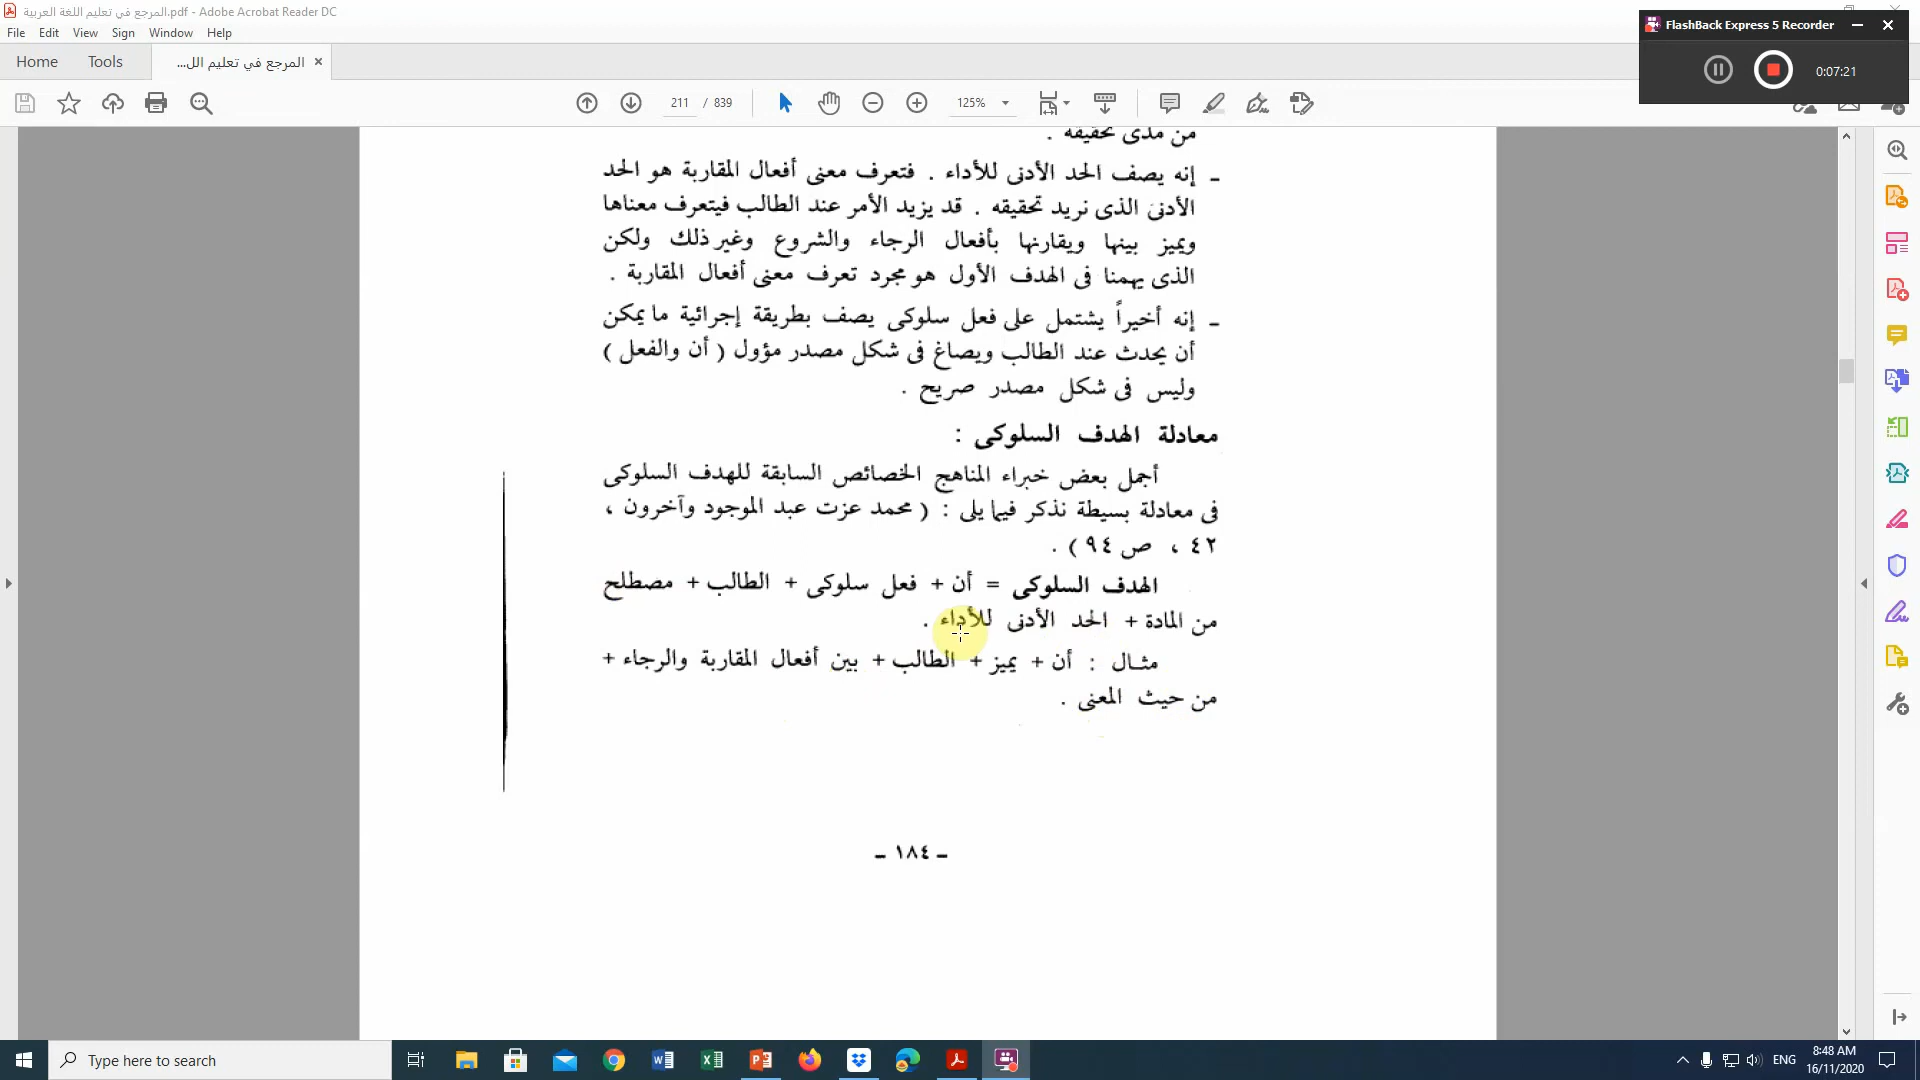 المرجع في تعليم اللغة العربية.pdf - Adobe Acrobat Reader DC
File Edit View Sign Window Help
FlashBack Express 5 Recorder
0:07:21
Home Tools المرجع في تعليم الل...
211 / 839 125%
من مدى تحقيقه .
ـ إنه يصف الحد الأدنى للأداء . فتعرف معنى أفعال المقاربة هو الحد
الأدنى الذى نريد تحقيقه . قد يزيد الأمر عند الطالب فيتعرف معناها
ويميز بينها ويقارنها بأفعال الرجاء والشروع وغير ذلك ولكن
الذى يهمنا فى الهدف الأول هو مجرد تعرف معنى أفعال المقاربة .
ـ إنه أخيراً يشتمل على فعل سلوكى يصف بطريقة إجرائية ما يمكن
أن يحدث عند الطالب ويصاغ فى شكل مصدر مؤول ( أن والفعل )
وليس فى شكل مصدر صريح .
معادلة الهدف السلوكى :
أجمل بعض خبراء المناهج الخصائص السابقة للهدف السلوكى
فى معادلة بسيطة نذكر فيما يلى : ( محمد عزت عبد الموجود وآخرون ،
٤٢ ، ص ٩٤ ) .
الهدف السلوكى = أن + فعل سلوكى + الطالب + مصطلح
من المادة + الحد الأدنى للأداء .
مثـال : أن + يميز + الطالب + بين أفعال المقاربة والرجاء +
من حيث المعنى .
ـ ١٨٤ ـ
Type here to search
ENG
8:48 AM
16/11/2020